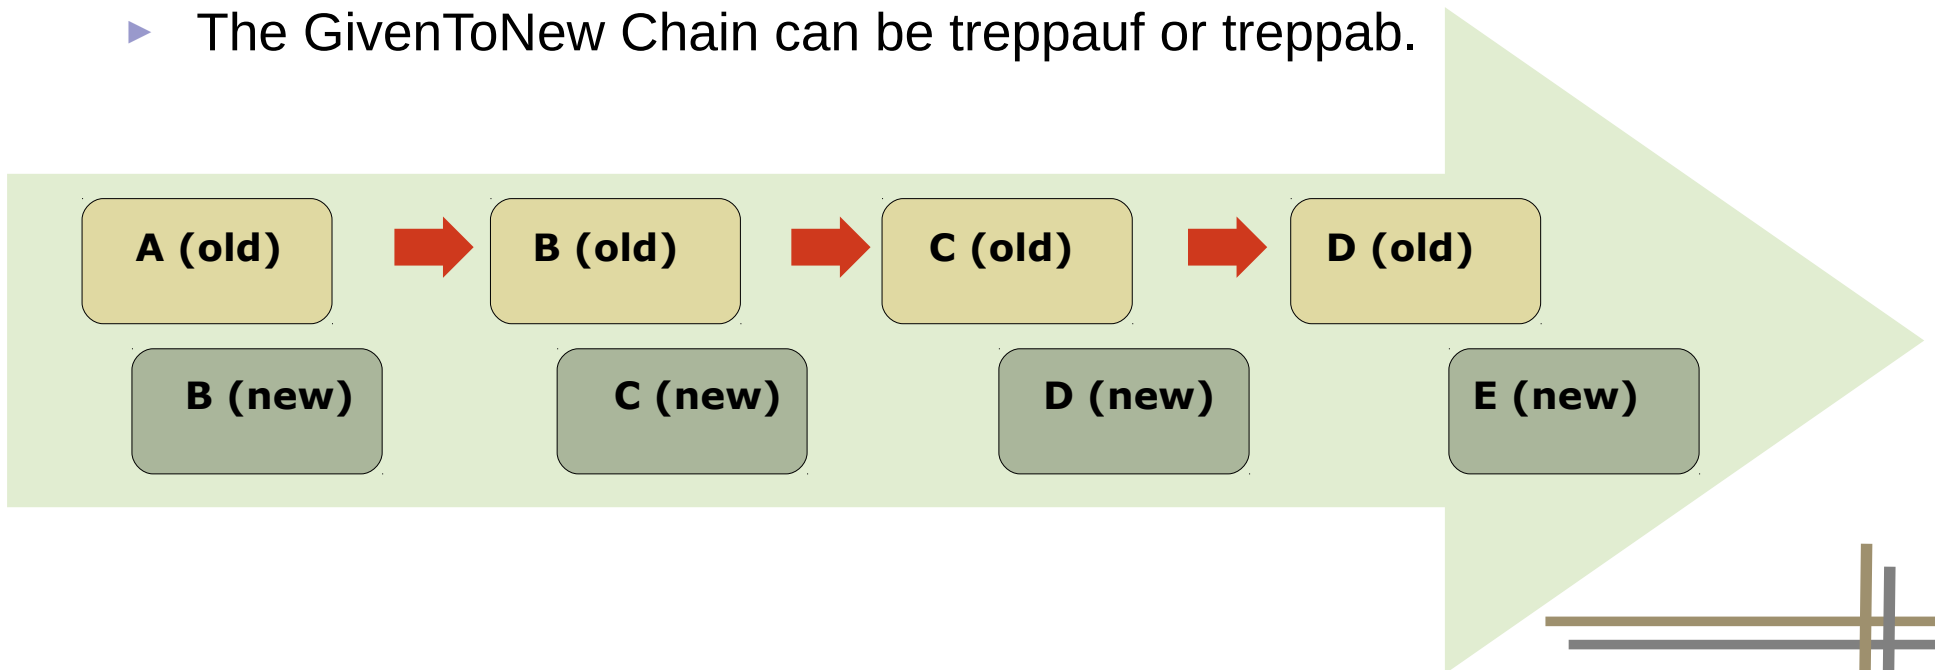 ► The GivenToNew Chain can be treppauf or treppab.
A (old) B (old) C (old) D (old)
B (new) C (new) D (new) E (new)